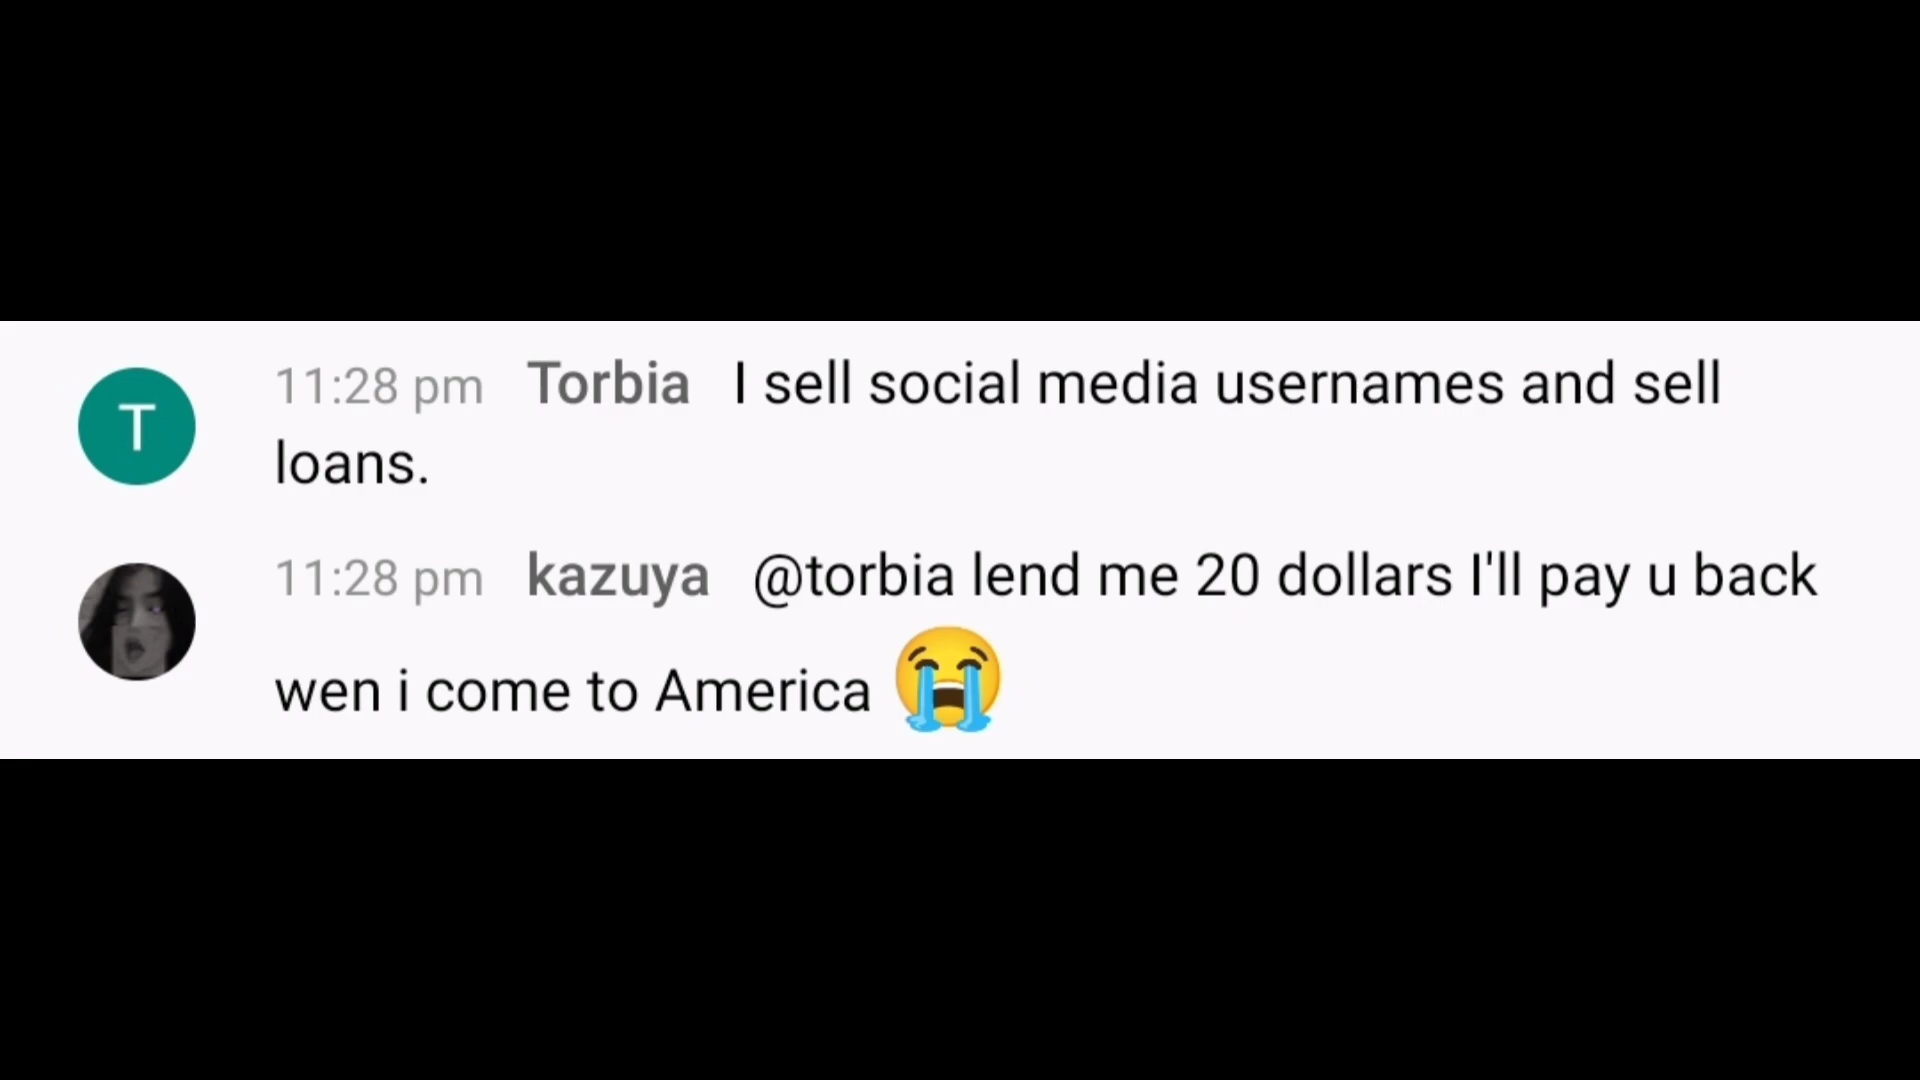 T
11:28 pm Torbia I sell social media usernames and sell
loans.
11:28 pm kazuya @torbia lend me 20 dollars I'll pay u back
wen i come to America 😭